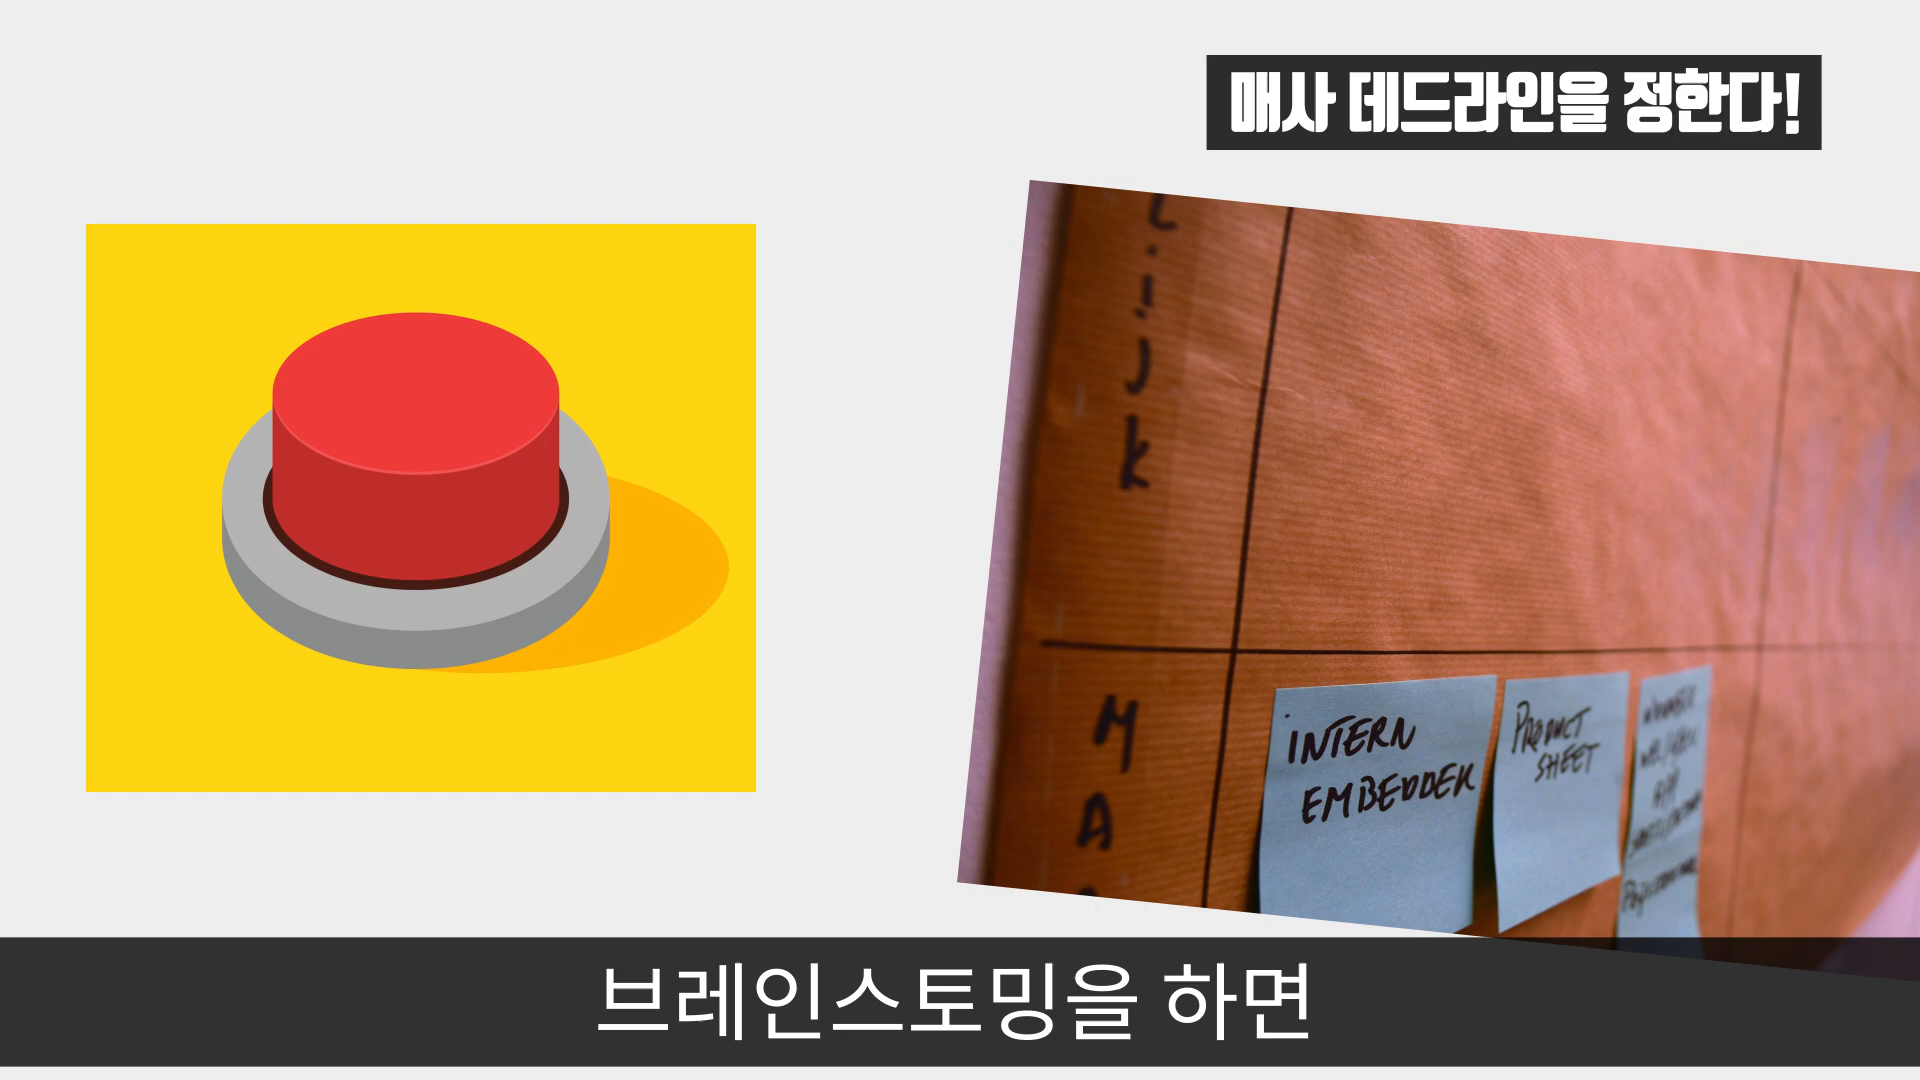 매사 데드라인을 정한다!
J
K
M
A
INTERN
EMBEDDER
PRODUCT
SHEET
브레인스토밍을 하면